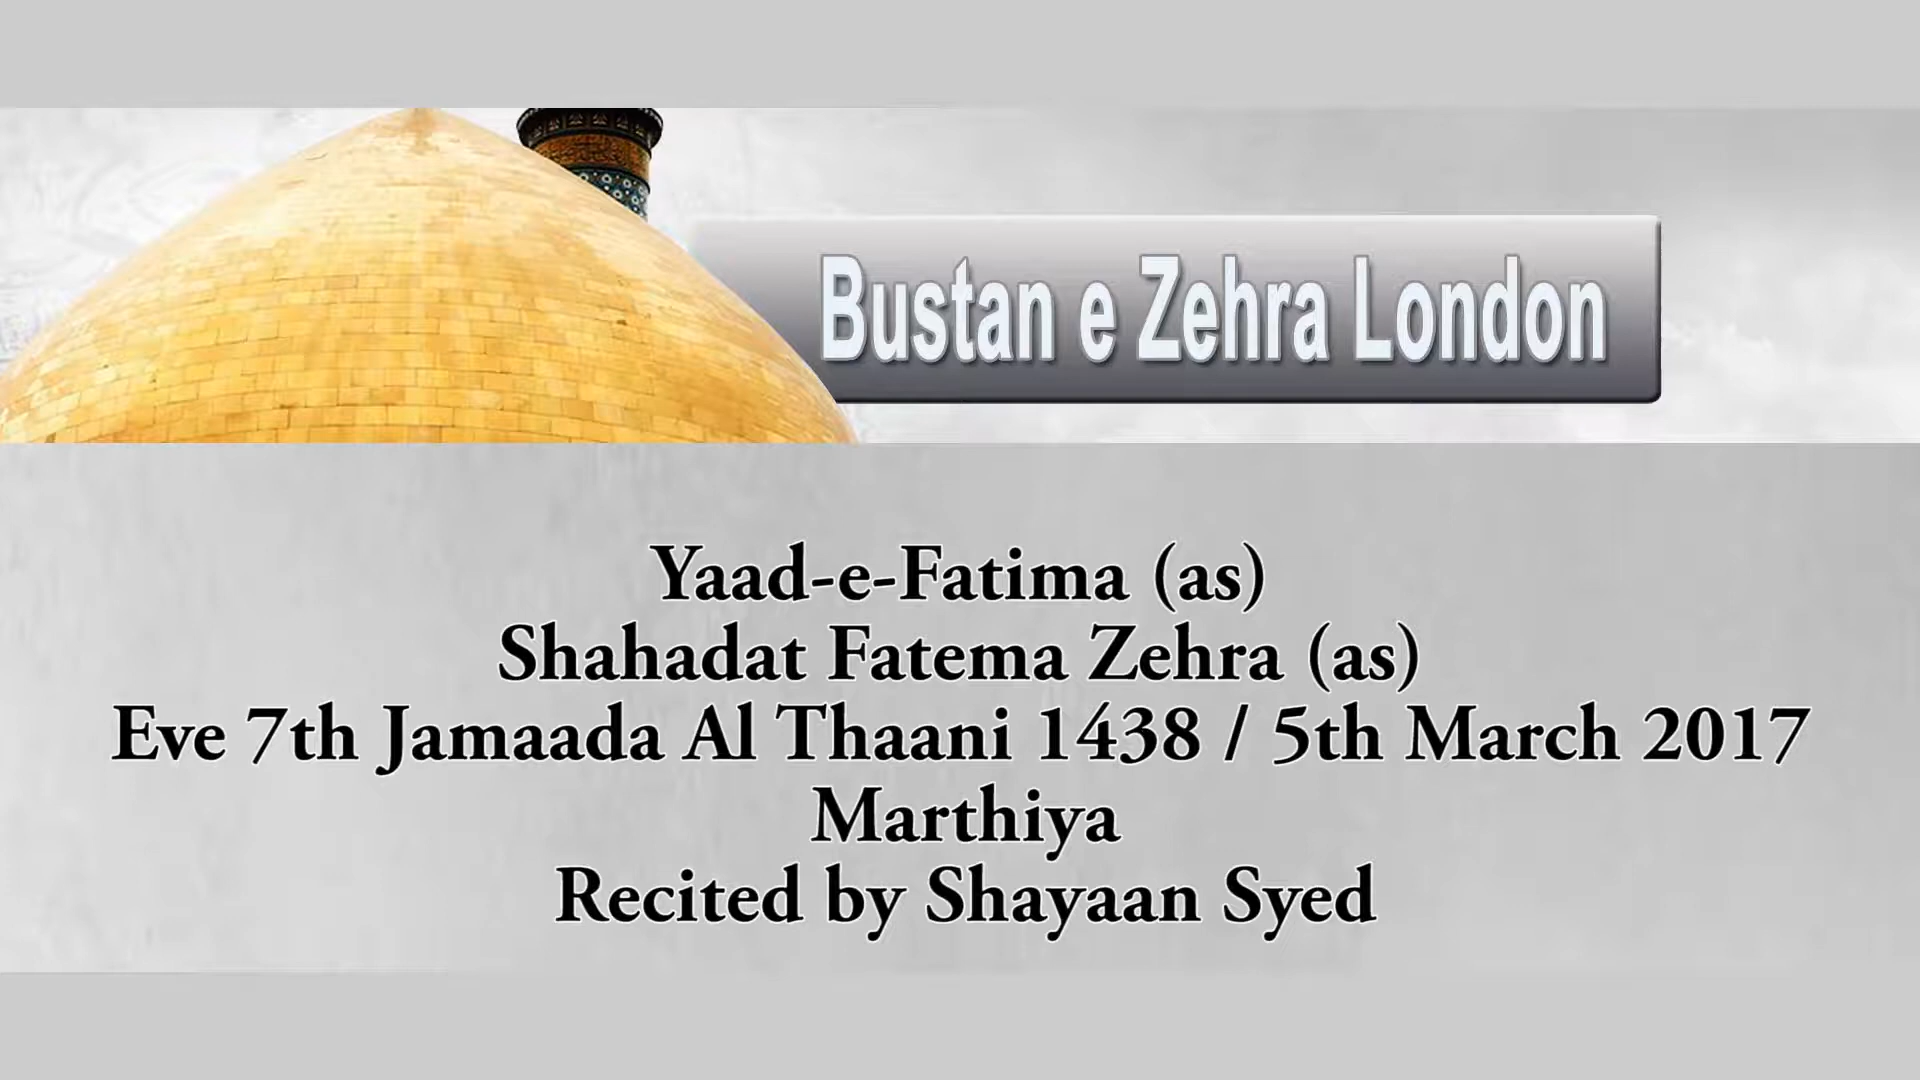 Bustan e Zehra London
Yaad-e-Fatima (as)
Shahadat Fatema Zehra (as)
Eve 7th Jamaada Al Thaani 1438 / 5th March 2017
Marthiya
Recited by Shayaan Syed